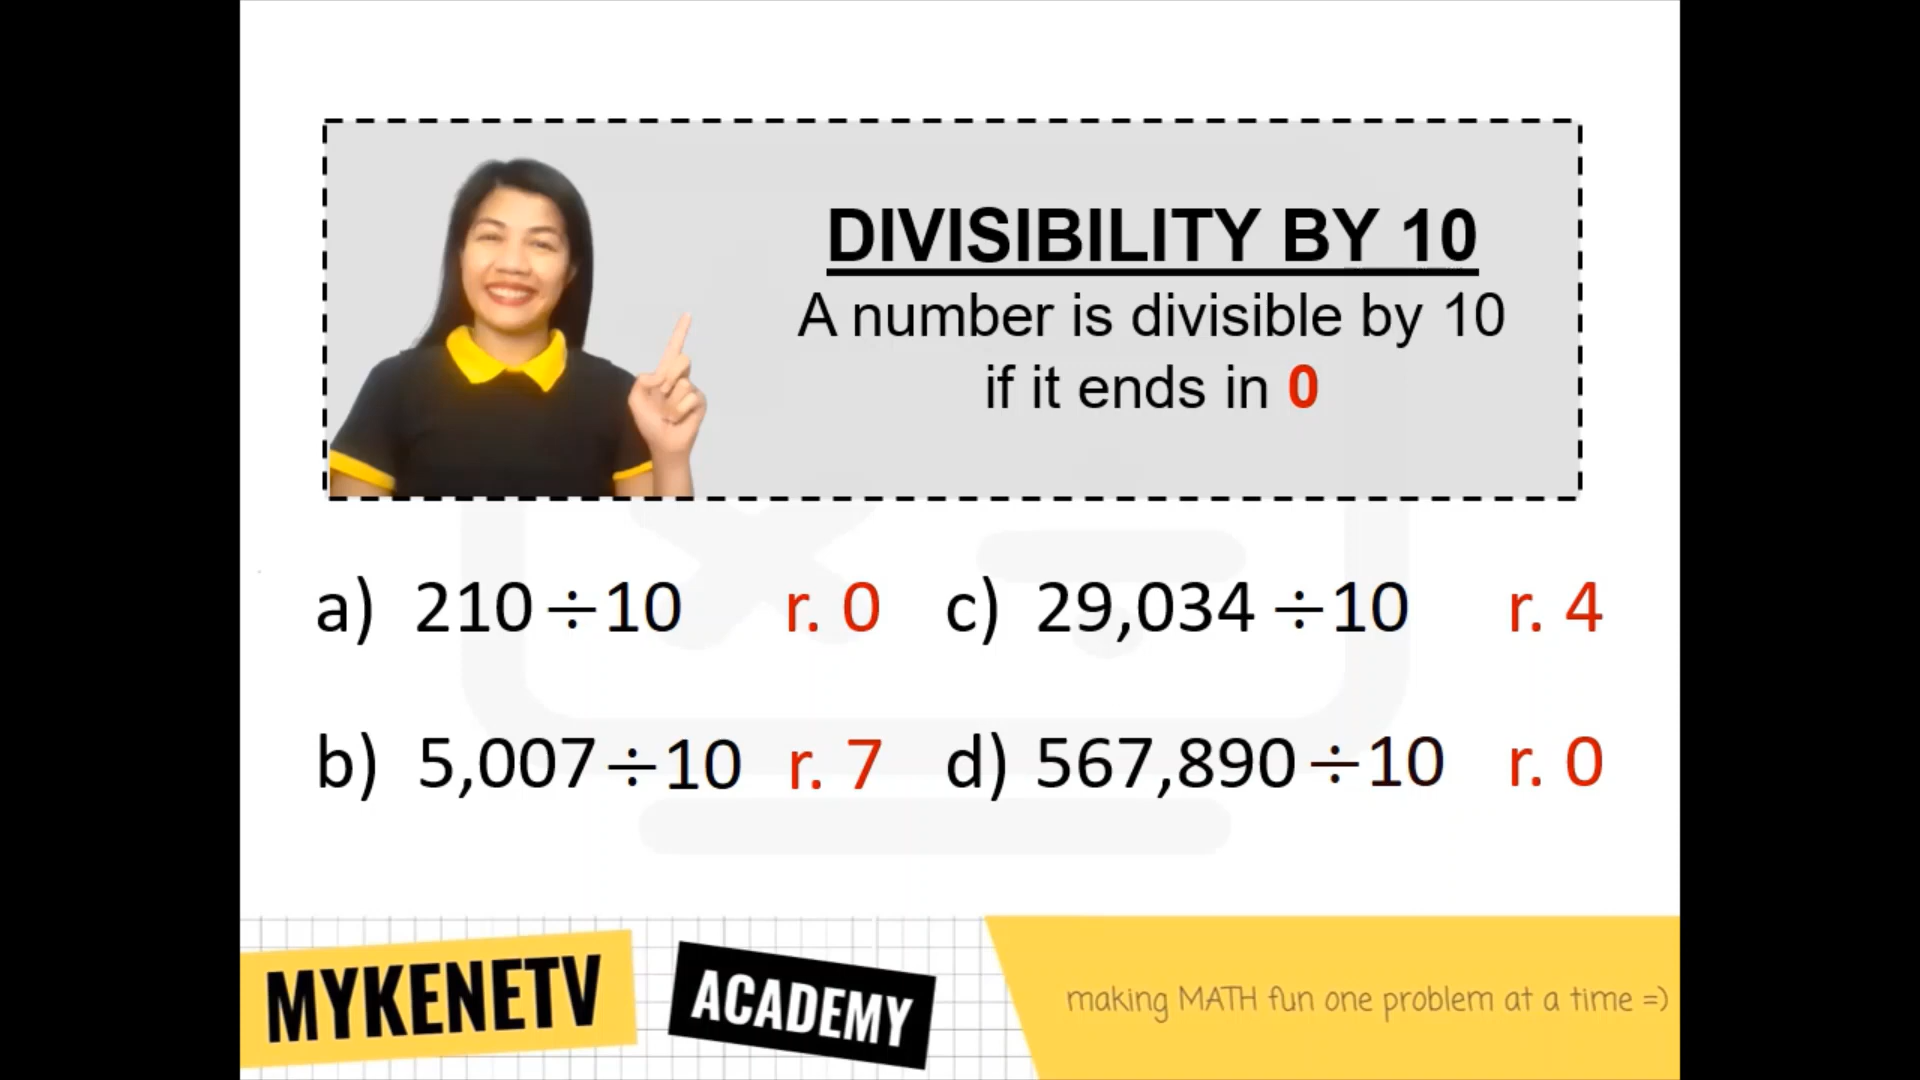 DIVISIBILITY BY 10
A number is divisible by 10
if it ends in 0
a) 210 ÷ 10 r. 0
c) 29,034 ÷ 10 r. 4
b) 5,007 ÷ 10 r. 7
d) 567,890 ÷ 10 r. 0
MYKENETV ACADEMY
making MATH fun one problem at a time =)